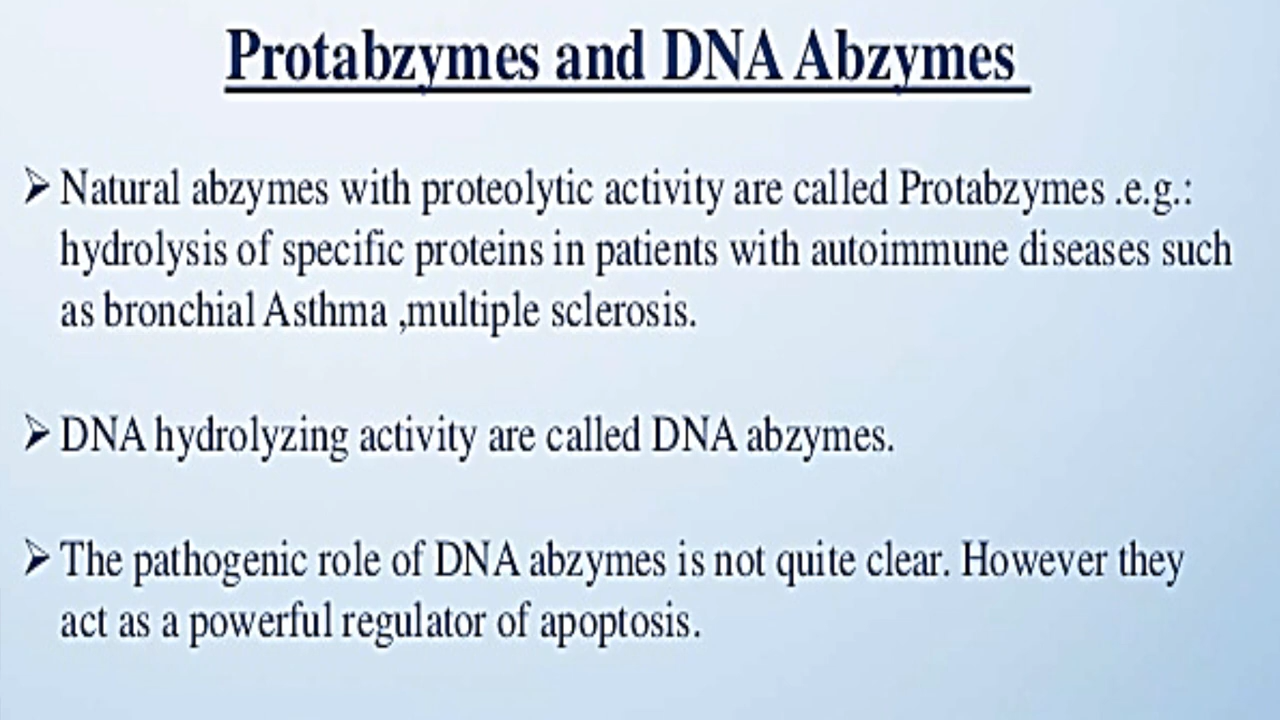 Protabzymes and DNA Abzymes
➢ Natural abzymes with proteolytic activity are called Protabzymes .e.g.:
hydrolysis of specific proteins in patients with autoimmune diseases such
as bronchial Asthma ,multiple sclerosis.
➢ DNA hydrolyzing activity are called DNA abzymes.
➢ The pathogenic role of DNA abzymes is not quite clear. However they
act as a powerful regulator of apoptosis.